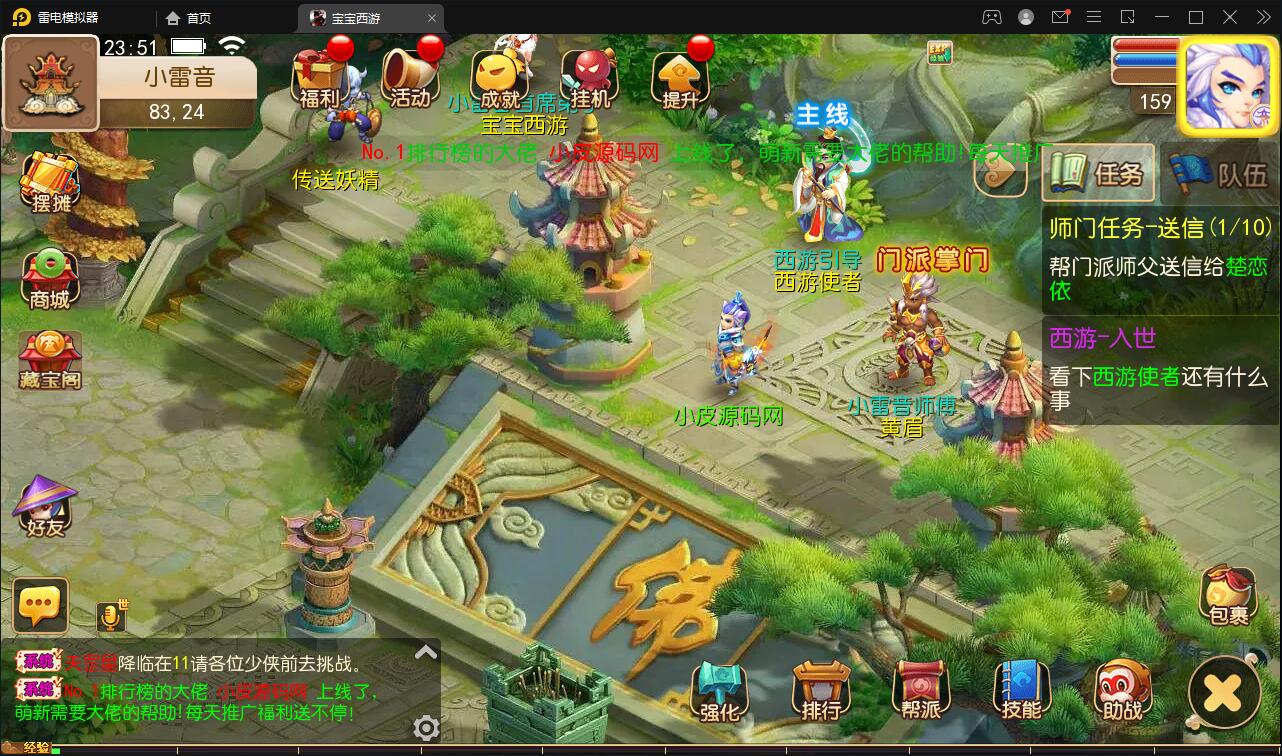 雷电模拟器
首页
宝宝西游
23:51
小雷音
83,24
福利
活动
成就
挂机
提升
宝宝西游
EXP
159
主线
No.1排行榜的大佬 小皮源码网 上线了，萌新需要大佬的帮助!每天推广
传送妖精
任务
队伍
摆摊
师门任务-送信(1/10)
帮门派师父送信给楚恋
依
西游引导
西游使者
门派掌门
商城
西游-入世
看下西游使者还有什么
事
藏宝阁
小皮源码网
小雷音师傅
黄眉
好友
佛
世
包裹
系统 降临在11请各位少侠前去挑战。
系统 No.1排行榜的大佬 小皮源码网 上线了，
萌新需要大佬的帮助!每天推广福利送不停!
强化
排行
帮派
技能
助战
经验